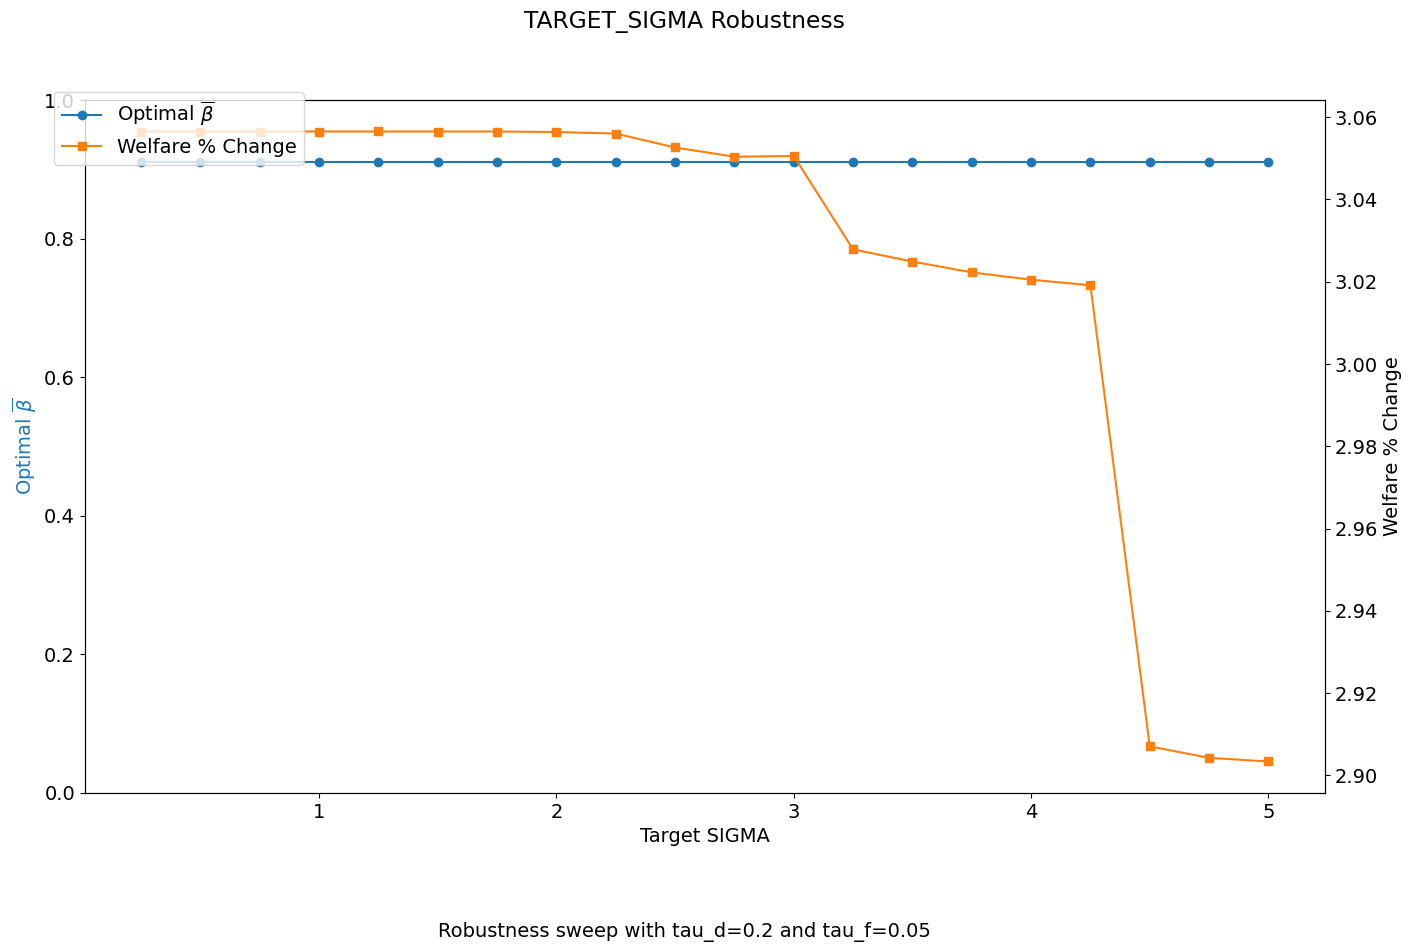 TARGET_SIGMA Robustness
Optimal β̅
Welfare % Change
1.0
0.8
0.6
0.4
0.2
0.0
Optimal β̅
3.06
3.04
3.02
3.00
2.98
2.96
2.94
2.92
2.90
Welfare % Change
1 2 3 4 5
Target SIGMA
Robustness sweep with tau_d=0.2 and tau_f=0.05